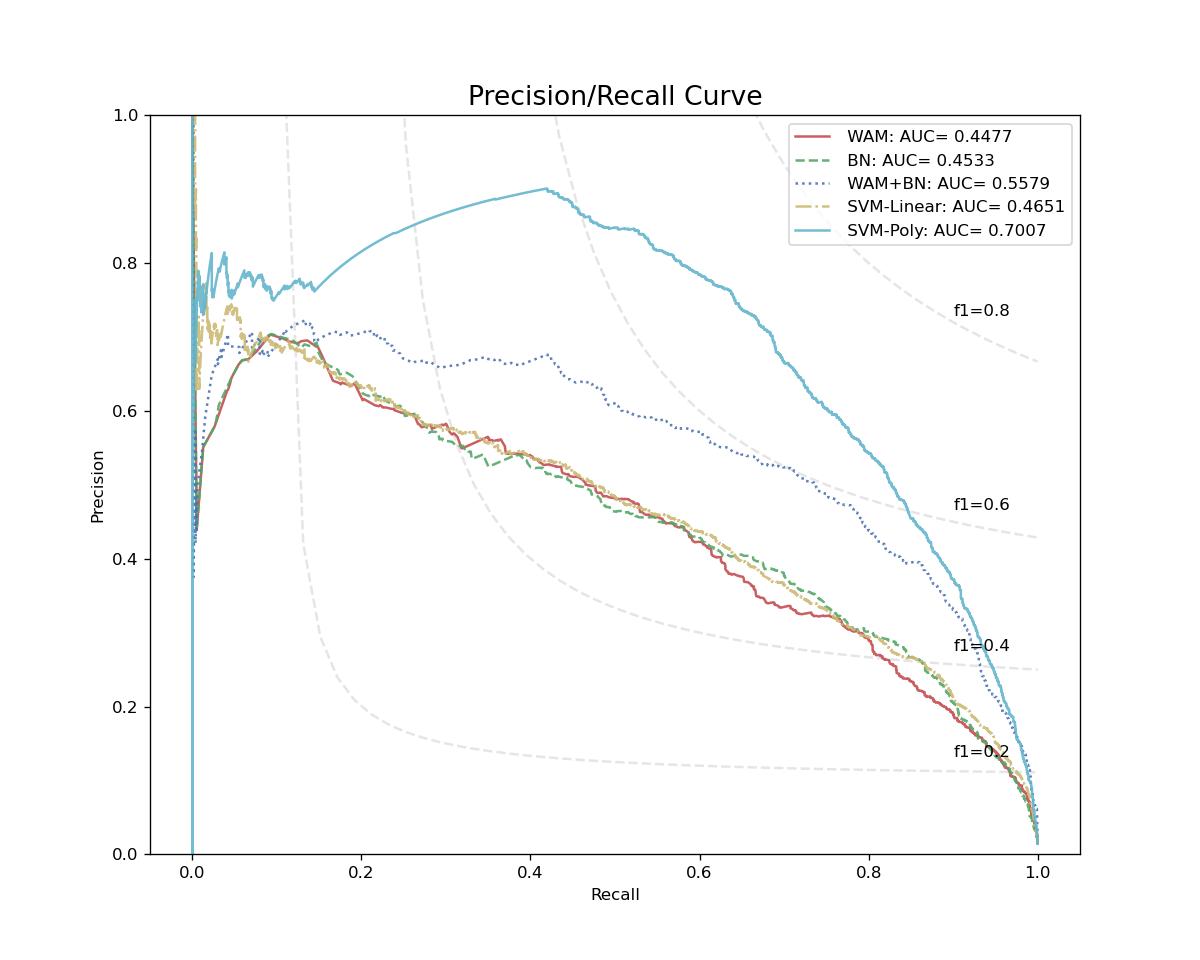 Precision/Recall Curve
WAM: AUC= 0.4477
BN: AUC= 0.4533
WAM+BN: AUC= 0.5579
SVM-Linear: AUC= 0.4651
SVM-Poly: AUC= 0.7007
f1=0.8
f1=0.6
f1=0.4
f1=0.2
Precision
1.0
0.8
0.6
0.4
0.2
0.0
0.0 0.2 0.4 0.6 0.8 1.0
Recall